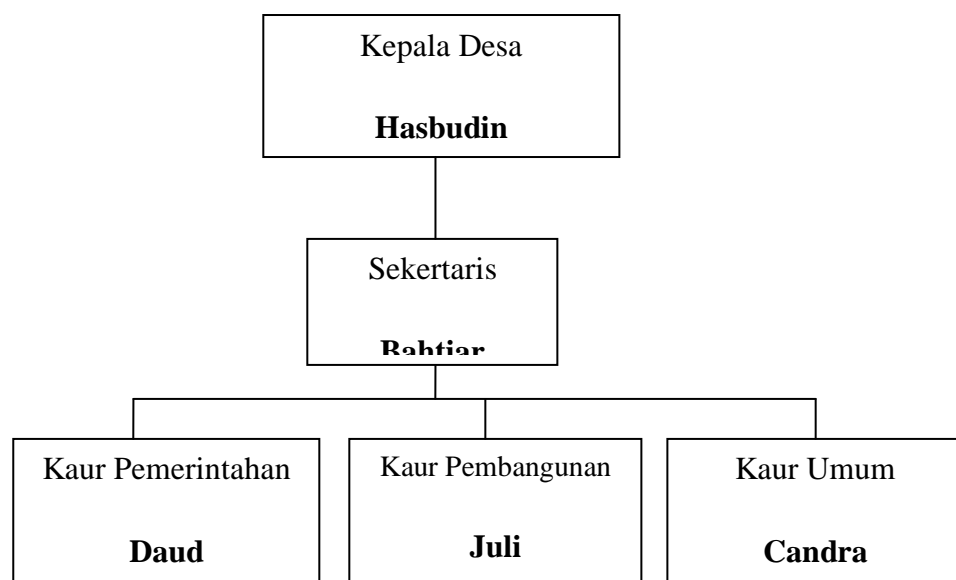 Kepala Desa
Hasbudin
Sekertaris
Bahtiar
Kaur Pemerintahan
Daud
Kaur Pembangunan
Juli
Kaur Umum
Candra